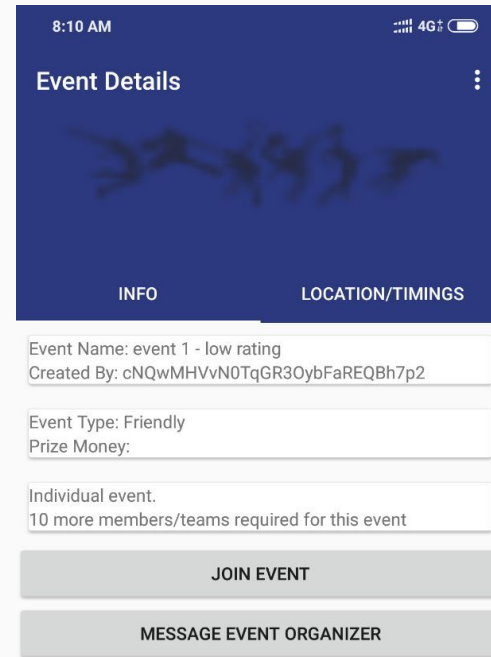 8:10 AM 4G
Event Details
INFO LOCATION/TIMINGS
Event Name: event 1 - low rating
Created By: cNQwMHVvN0TqGR3OybFaREQBh7p2
Event Type: Friendly
Prize Money:
Individual event.
10 more members/teams required for this event
JOIN EVENT
MESSAGE EVENT ORGANIZER